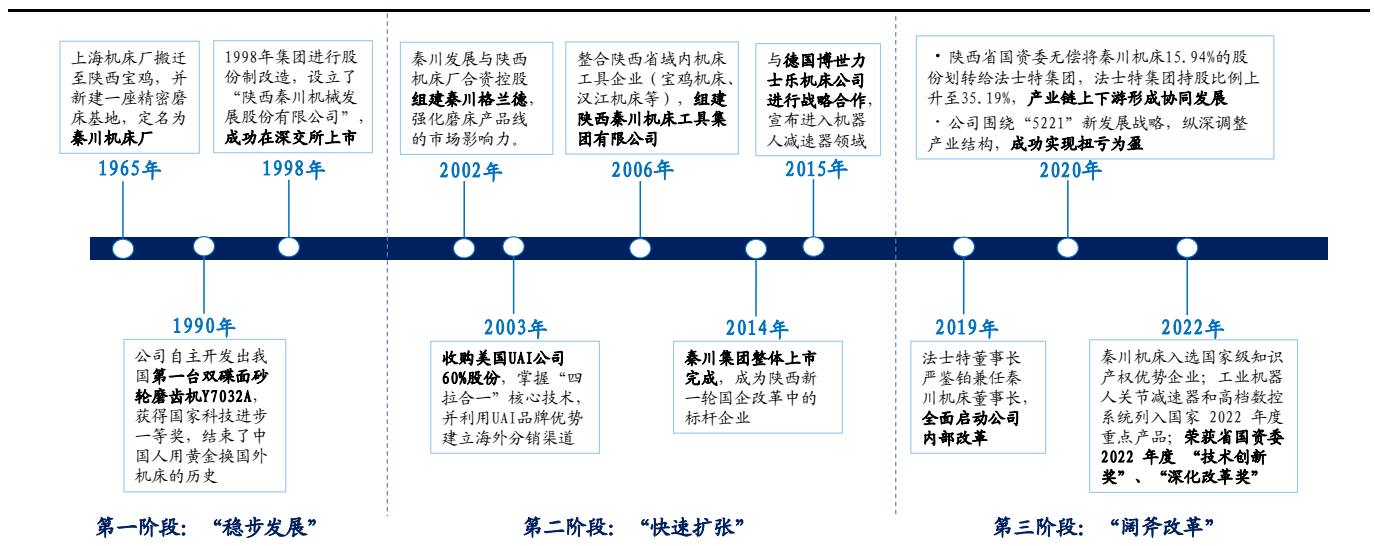 上海机床厂搬迁
至陕西宝鸡，并
新建一座精密磨
床基地，定名为
秦川机床厂
1965年
1998年集团进行股
份制改造，设立了
“陕西秦川机械发
展股份有限公司”，
成功在深交所上市
1998年
秦川发展与陕西
机床厂合资控股
组建秦川格兰德，
强化磨床产品线
的市场影响力。
2002年
整合陕西省域内机床
工具企业（宝鸡机床、
汉江机床等），组建
陕西秦川机床工具集
团有限公司
2006年
与德国博世力
士乐机床公司
进行战略合作，
宣布进入机器
人减速器领域
2015年
· 陕西省国资委无偿将秦川机床15.94%的股
份划转给法士特集团，法士特集团持股比例上
升至35.19%，产业链上下游形成协同发展
· 公司围绕“5221”新发展战略，纵深调整
产业结构，成功实现扭亏为盈
2020年
1990年
公司自主开发出我
国第一台双碟面砂
轮磨齿机Y7032A，
获得国家科技进步
一等奖，结束了中
国人用黄金换国外
机床的历史
2003年
收购美国UAI公司
60%股份，掌握“四
拉合一”核心技术，
并利用UAI品牌优势
建立海外分销渠道
2014年
秦川集团整体上市
完成，成为陕西新
一轮国企改革中的
标杆企业
2019年
法士特董事长
严鉴铂兼任秦
川机床董事长，
全面启动公司
内部改革
2022年
秦川机床入选国家级知识
产权优势企业；工业机器
人关节减速器和高档数控
系统列入国家 2022 年度
重点产品；荣获省国资委
2022 年度 “技术创新
奖”、“深化改革奖”
第一阶段：“稳步发展”
第二阶段：“快速扩张”
第三阶段：“阔斧改革”